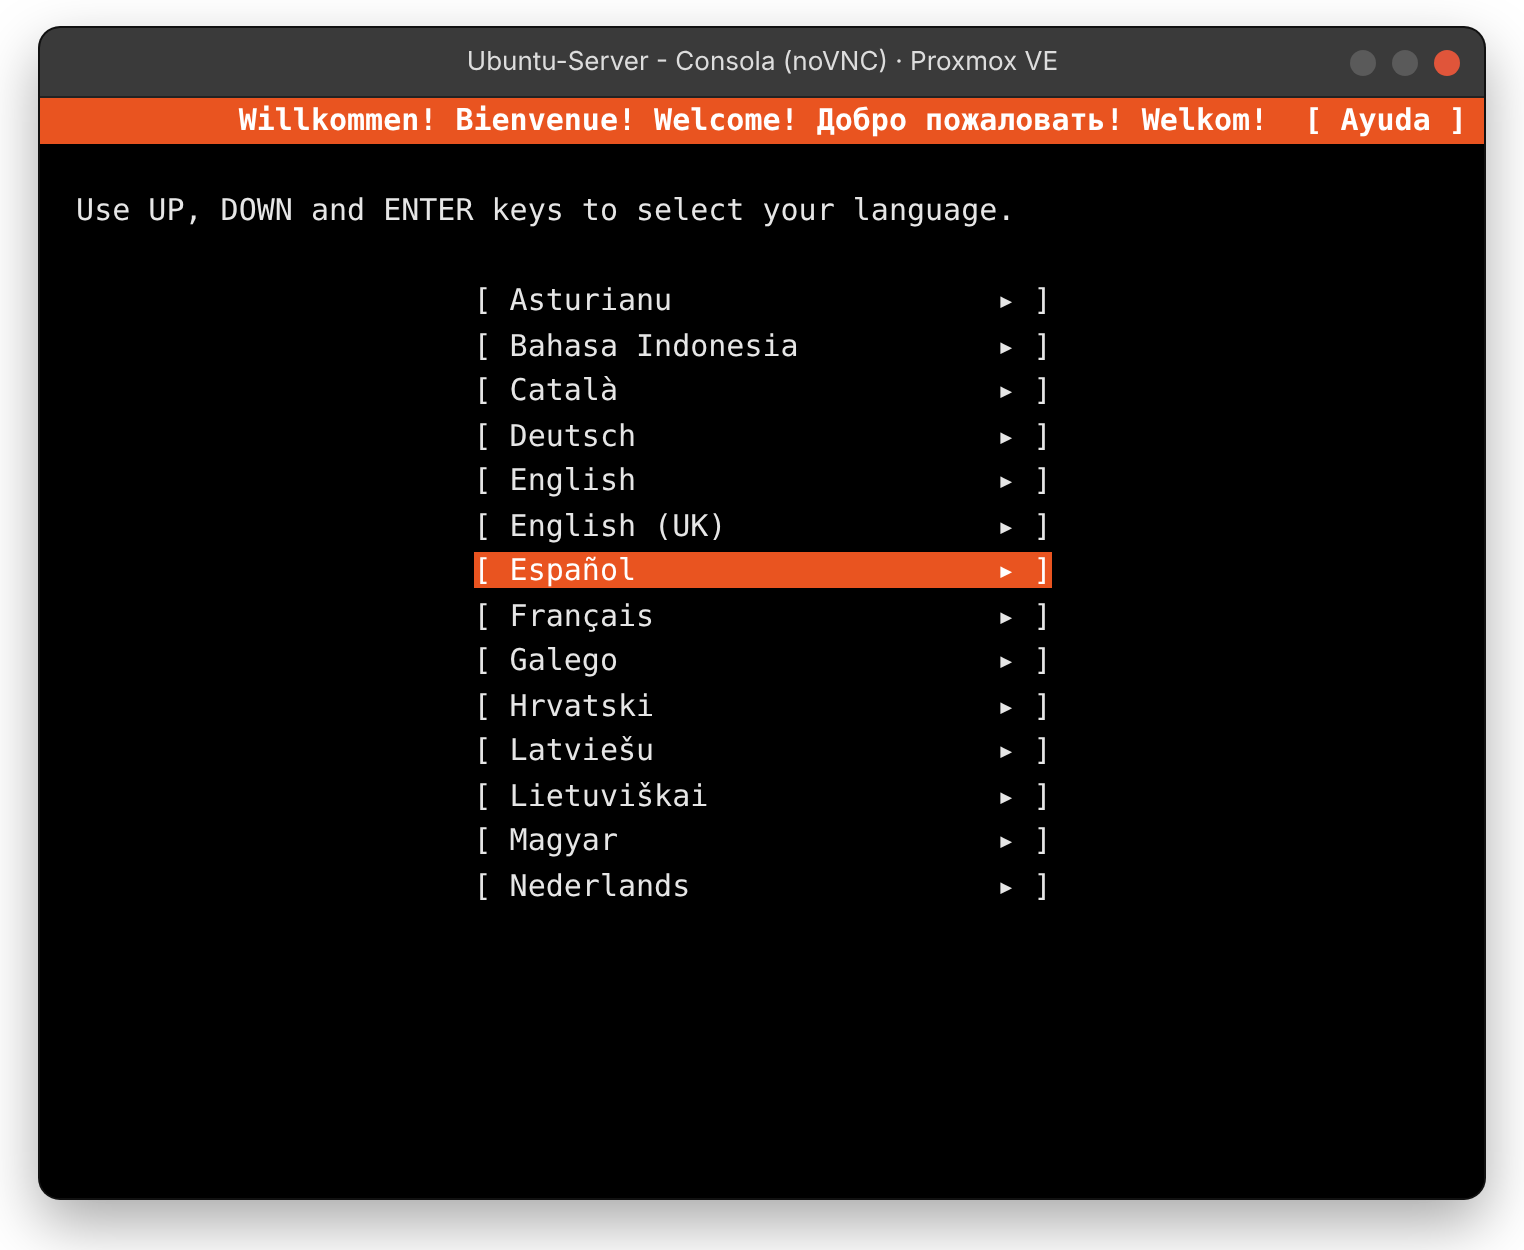 Ubuntu-Server - Consola (noVNC) · Proxmox VE
Willkommen! Bienvenue! Welcome! Добро пожаловать! Welkom! [ Ayuda ]
Use UP, DOWN and ENTER keys to select your language.
[ Asturianu ▸ ]
[ Bahasa Indonesia ▸ ]
[ Català ▸ ]
[ Deutsch ▸ ]
[ English ▸ ]
[ English (UK) ▸ ]
[ Español ▸ ]
[ Français ▸ ]
[ Galego ▸ ]
[ Hrvatski ▸ ]
[ Latviešu ▸ ]
[ Lietuviškai ▸ ]
[ Magyar ▸ ]
[ Nederlands ▸ ]